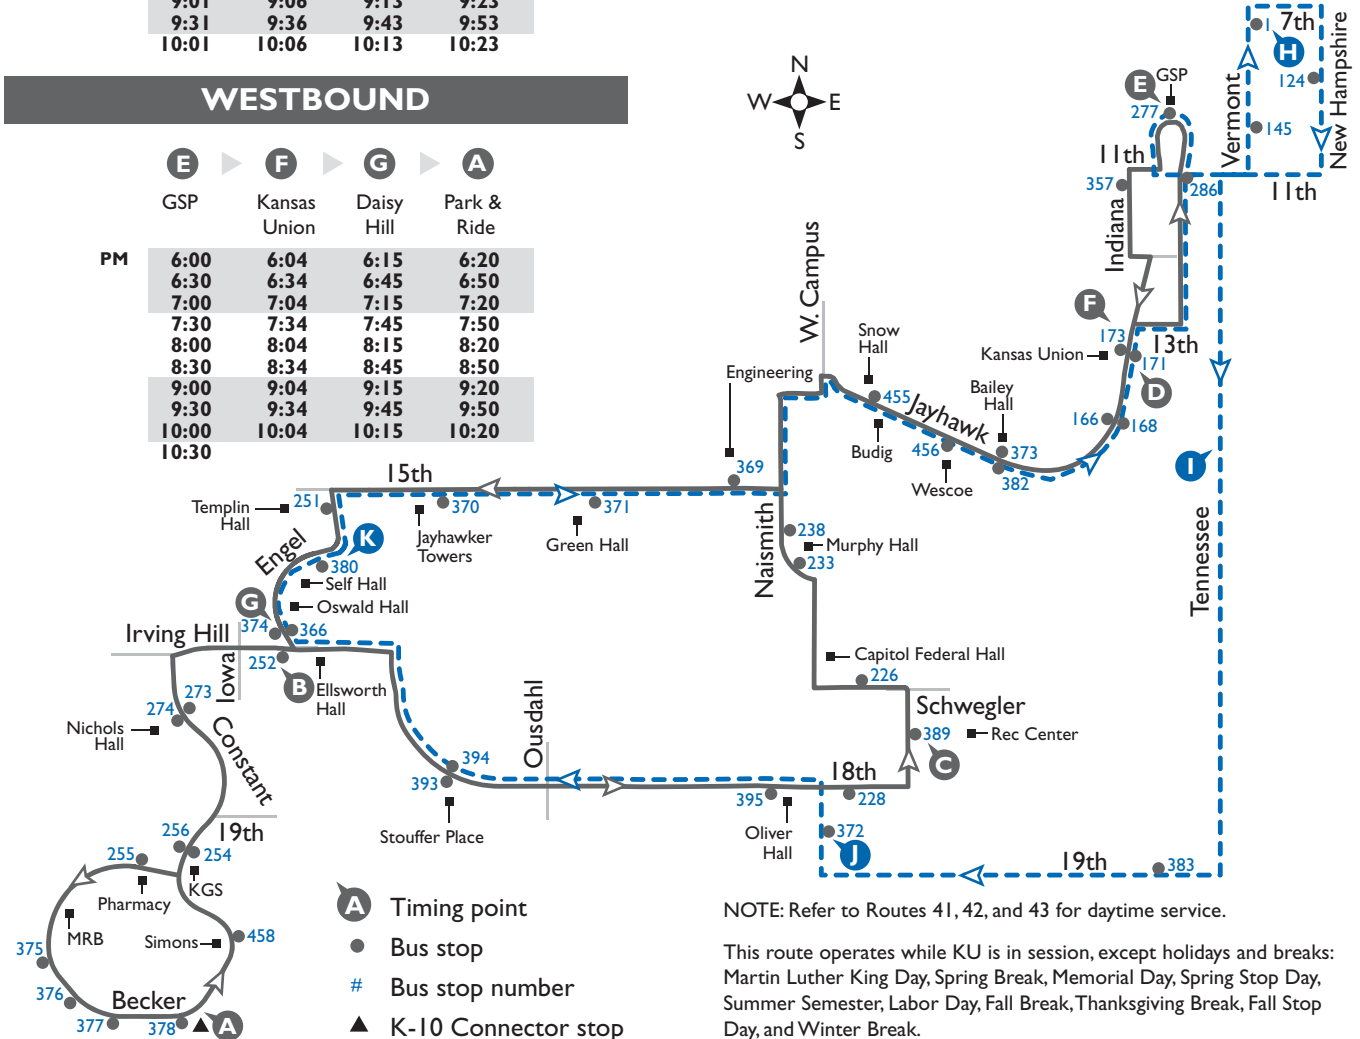 9:01 9:06 9:13 9:23
9:31 9:36 9:43 9:53
10:01 10:06 10:13 10:23
WESTBOUND
E F G A
GSP Kansas Union Daisy Hill Park & Ride
PM 6:00 6:04 6:15 6:20
6:30 6:34 6:45 6:50
7:00 7:04 7:15 7:20
7:30 7:34 7:45 7:50
8:00 8:04 8:15 8:20
8:30 8:34 8:45 8:50
9:00 9:04 9:15 9:20
9:30 9:34 9:45 9:50
10:00 10:04 10:15 10:20
10:30
N
W E
S
E
GSP
277
1
7th
H
124
145
Vermont
New Hampshire
11th
357
286
11th
Indiana
F
173
Kansas Union
13th
171
D
166
168
W. Campus
Snow
Hall
Engineering
455
Jayhawk
Bailey
Hall
Budig
456
373
Wescoe
382
I
Tennessee
15th
369
251
Templin
Hall
370
371
Jayhawker
Towers
Green Hall
Engel
K
380
Self Hall
Oswald Hall
G
374
366
Naismith
238
Murphy Hall
233
Irving Hill
Iowa
252
B
Ellsworth
Hall
Capitol Federal Hall
226
Schwegler
273
274
Nichols
Hall
Constant
389
Rec Center
C
Ousdahl
394
393
Stouffer Place
18th
395
228
Oliver
Hall
372
J
19th
383
19th
256
255
254
KGS
Pharmacy
MRB
Simons
458
375
376
Becker
377
378
A
A Timing point
Bus stop
# Bus stop number
K-10 Connector stop
NOTE: Refer to Routes 41, 42, and 43 for daytime service.
This route operates while KU is in session, except holidays and breaks:
Martin Luther King Day, Spring Break, Memorial Day, Spring Stop Day,
Summer Semester, Labor Day, Fall Break, Thanksgiving Break, Fall Stop
Day, and Winter Break.